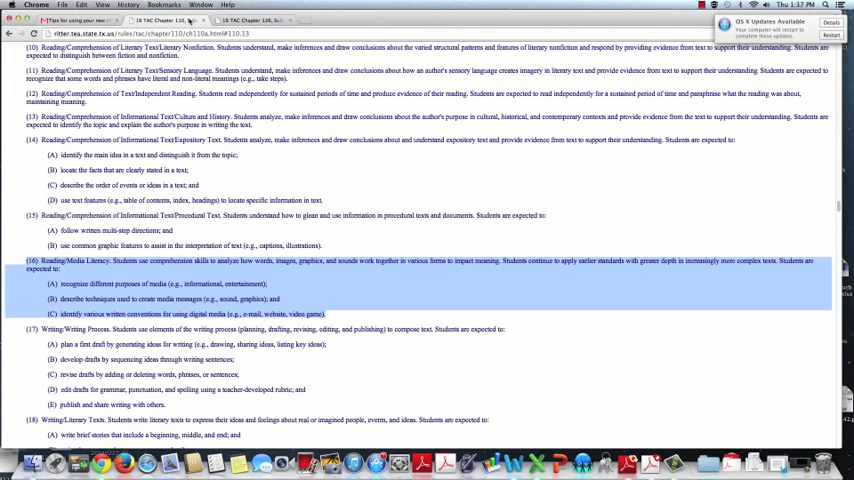 Chrome File Edit View History Bookmarks Window 1:37 PM
Tips for using your new
19 TAC Chapter 110,
19 TAC Chapter 126,
ritter.tea.state.tx.us/rules/tac/chapter110/ch110a.html#110.13
OS X Updates Available
Your computer will restart to complete these updates.
Details
Restart
(10) Reading/Comprehension of Literary Text/Literary Nonfiction. Students understand, make inferences and draw conclusions about the varied structural patterns and features of literary nonfiction and provide evidence from text to support their understanding. Students are
expected to distinguish between fiction and nonfiction.
(11) Reading/Comprehension of Literary Text/Sensory Language. Students understand, make inferences and draw conclusions about how an author's sensory language creates imagery in literary text and provide evidence from text to support their understanding. Students are expected to
recognize that some words and phrases have literal and non-literal meanings (e.g., take steps).
(12) Reading/Comprehension of Text/Independent Reading. Students read independently for sustained periods of time and produce evidence of their reading. Students are expected to read independently for a sustained period of time and paraphrase what the reading was about,
maintaining meaning.
(13) Reading/Comprehension of Informational Text/Culture and History. Students analyze, make inferences and draw conclusions about the author's purpose in cultural, historical, and contemporary contexts and provide evidence from the text to support their understanding. Students are
expected to identify the topic and explain the author's purpose in writing the text.
(14) Reading/Comprehension of Informational Text/Expository Text. Students analyze, make inferences and draw conclusions about and understand expository text and provide evidence from text to support their understanding. Students are expected to:
(A) identify the main idea in a text and distinguish it from the topic;
(B) locate the facts that are clearly stated in a text;
(C) describe the order of events or ideas in a text; and
(D) use text features (e.g., table of contents, index, headings) to locate specific information in text.
(15) Reading/Comprehension of Informational Text/Procedural Text. Students understand how to glean and use information in procedural texts and documents. Students are expected to:
(A) follow written multi-step directions; and
(B) use common graphic features to assist in the interpretation of text (e.g., captions, illustrations).
(16) Reading/Media Literacy. Students use comprehension skills to analyze how words, images, graphics, and sounds work together in various forms to impact meaning. Students continue to apply earlier standards with greater depth in increasingly more complex texts. Students are
expected to:
(A) recognize different purposes of media (e.g., informational, entertainment);
(B) describe techniques used to create media messages (e.g., sound, graphics); and
(C) identify various written conventions for using digital media (e.g., e-mail, website, video game).
(17) Writing/Writing Process. Students use elements of the writing process (planning, drafting, revising, editing, and publishing) to compose text. Students are expected to:
(A) plan a first draft by generating ideas for writing (e.g., drawing, sharing ideas, listing key ideas);
(B) develop drafts by sequencing ideas through writing sentences;
(C) revise drafts by adding or deleting words, phrases, or sentences;
(D) edit drafts for grammar, punctuation, and spelling using a teacher-developed rubric; and
(E) publish and share writing with others.
(18) Writing/Literary Texts. Students write literary texts to express their ideas and feelings about real or imagined people, events, and ideas. Students are expected to:
(A) write brief stories that include a beginning, middle, and end; and